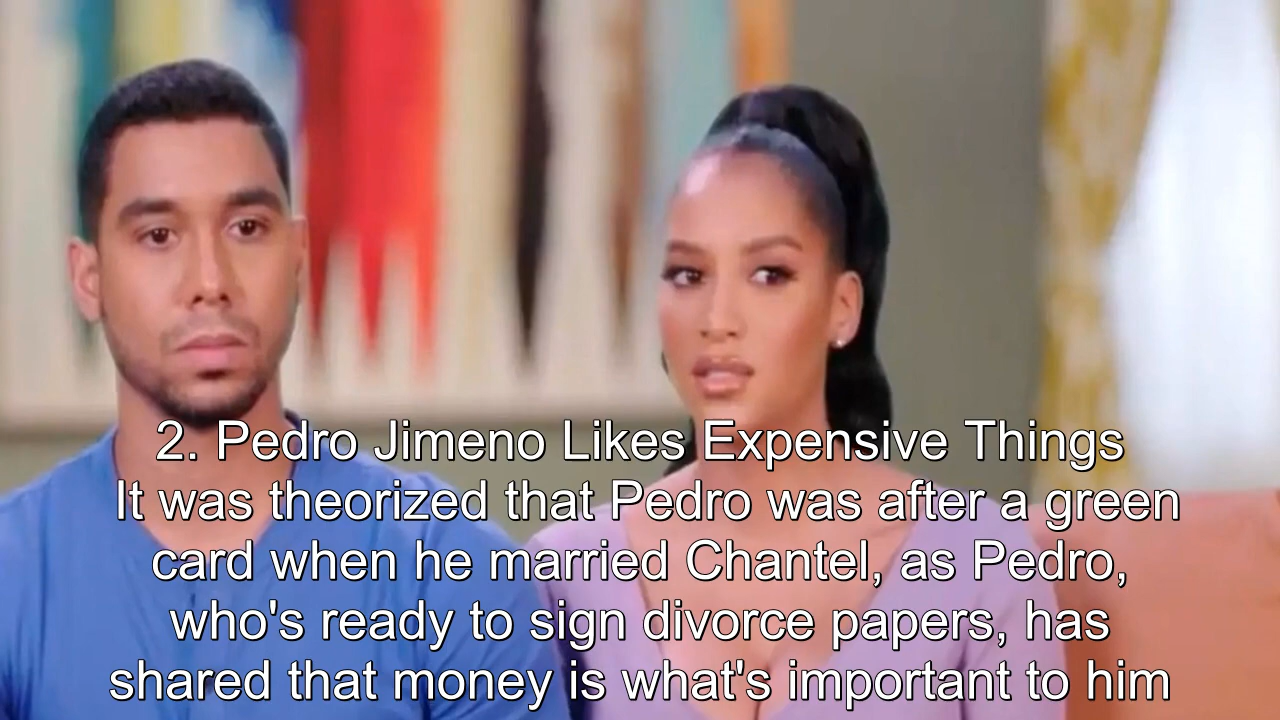 2. Pedro Jimeno Likes Expensive Things
It was theorized that Pedro was after a green
card when he married Chantel, as Pedro,
who's ready to sign divorce papers, has
shared that money is what's important to him